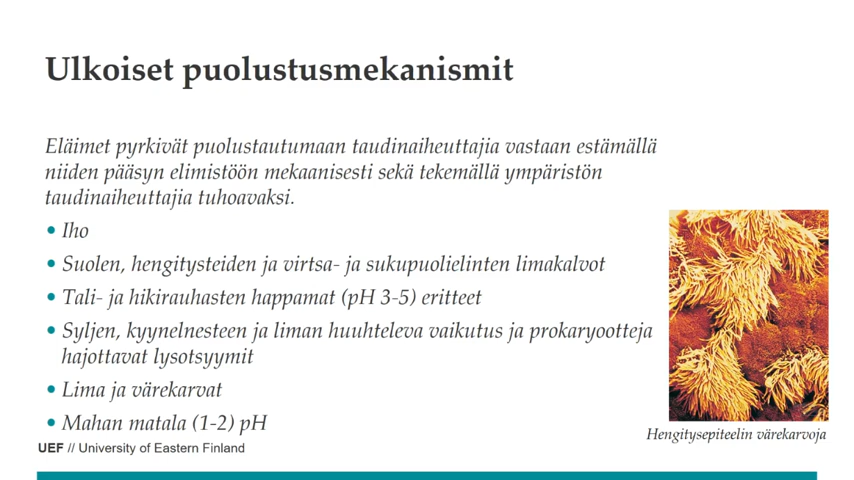 Ulkoiset puolustusmekanismit
Eläimet pyrkivät puolustautumaan taudinaiheuttajia vastaan estämällä
niiden pääsyn elimistöön mekaanisesti sekä tekemällä ympäristön
taudinaiheuttajia tuhoavaksi.
• Iho
• Suolen, hengitysteiden ja virtsa- ja sukupuolielinten limakalvot
• Tali- ja hikirauhasten happamat (pH 3-5) eritteet
• Syljen, kyynelnesteen ja liman huuhteleva vaikutus ja prokaryootteja
hajottavat lysotsyymit
• Lima ja värekarvat
• Mahan matala (1-2) pH
Hengitysepiteelin värekarvoja
UEF // University of Eastern Finland